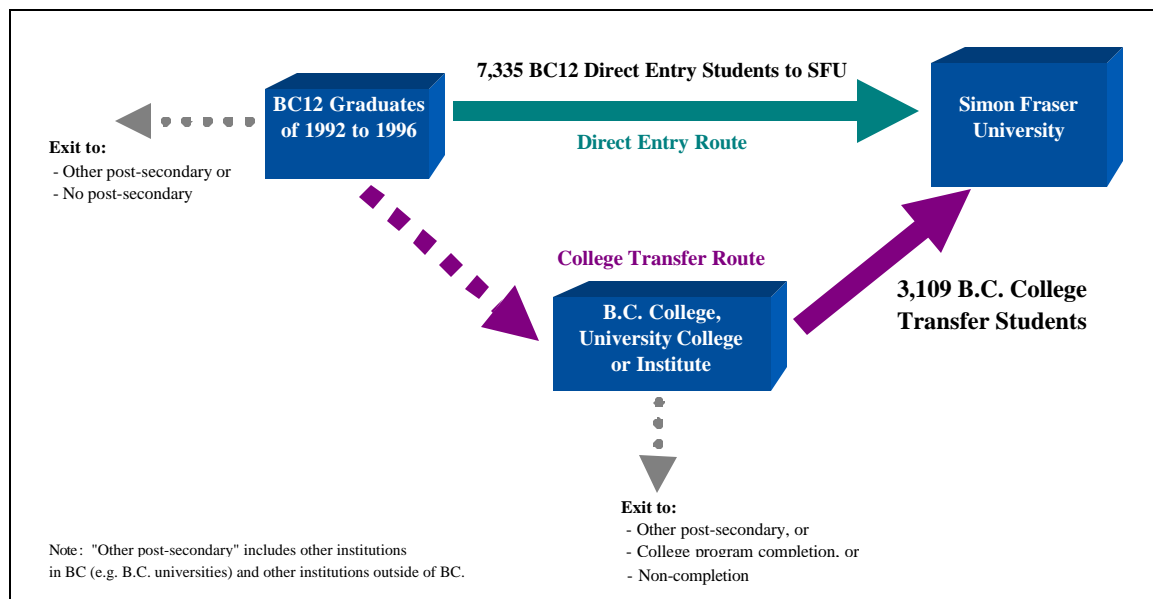 7,335 BC12 Direct Entry Students to SFU
BC12 Graduates
of 1992 to 1996
Simon Fraser
University
Direct Entry Route
Exit to:
- Other post-secondary or
- No post-secondary
College Transfer Route
3,109 B.C. College
Transfer Students
B.C. College,
University College
or Institute
Exit to:
- Other post-secondary, or
- College program completion, or
- Non-completion
Note: "Other post-secondary" includes other institutions
in BC (e.g. B.C. universities) and other institutions outside of BC.